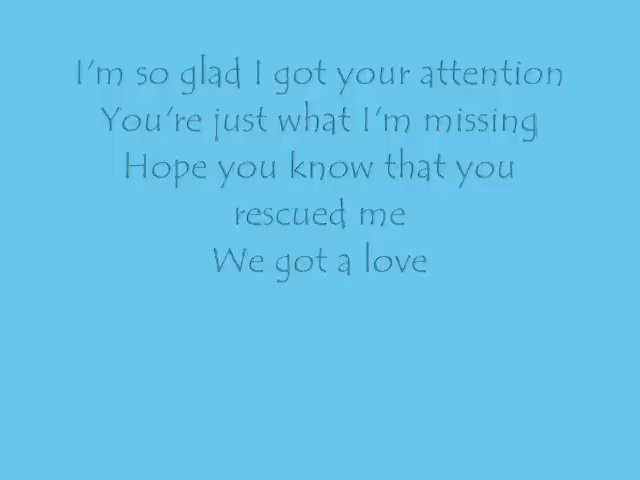 I'm so glad I got your attention
You're just what I'm missing
Hope you know that you
rescued me
We got a love